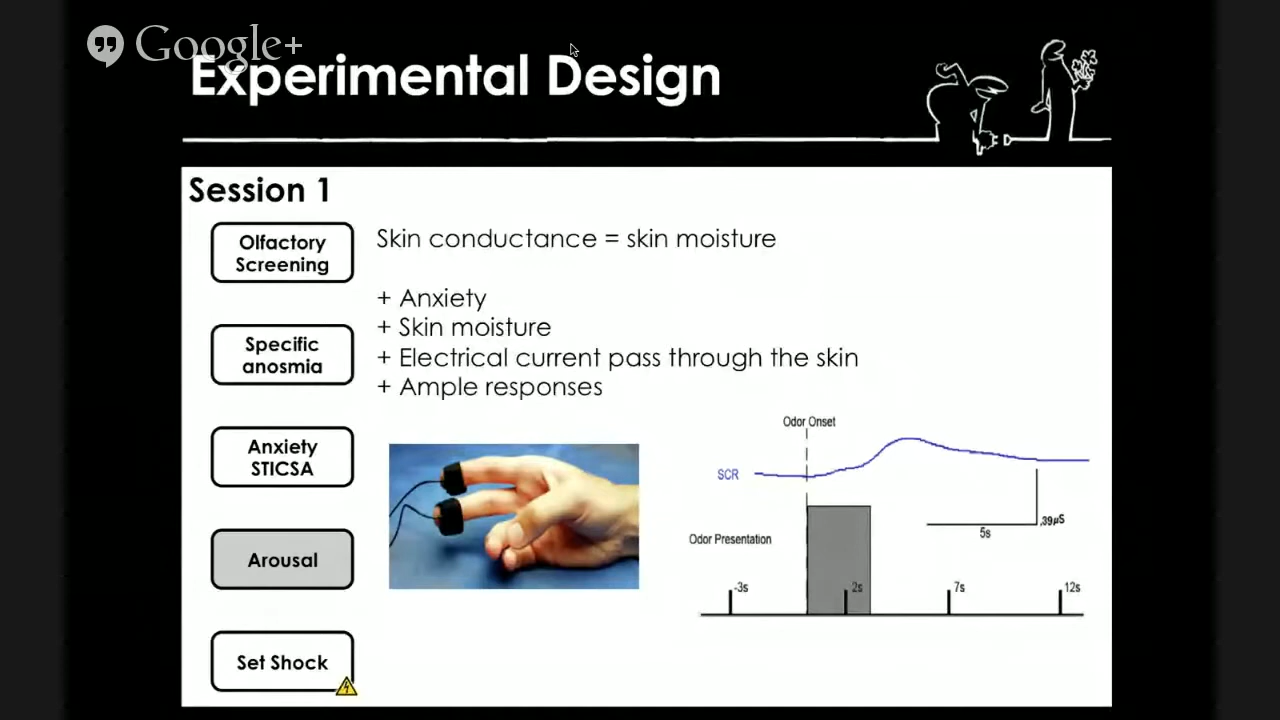 Google+
Experimental Design
Session 1
Olfactory
Screening
Specific
anosmia
Anxiety
STICSA
Arousal
Set Shock
Skin conductance = skin moisture
+ Anxiety
+ Skin moisture
+ Electrical current pass through the skin
+ Ample responses
Odor Onset
SCR
.39µS
5s
Odor Presentation
-3s
2s
7s
12s